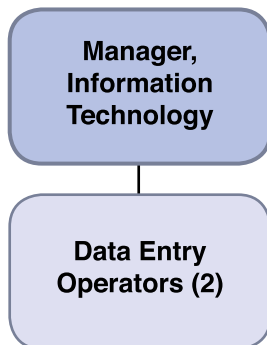 Manager,
Information
Technology
Data Entry
Operators (2)